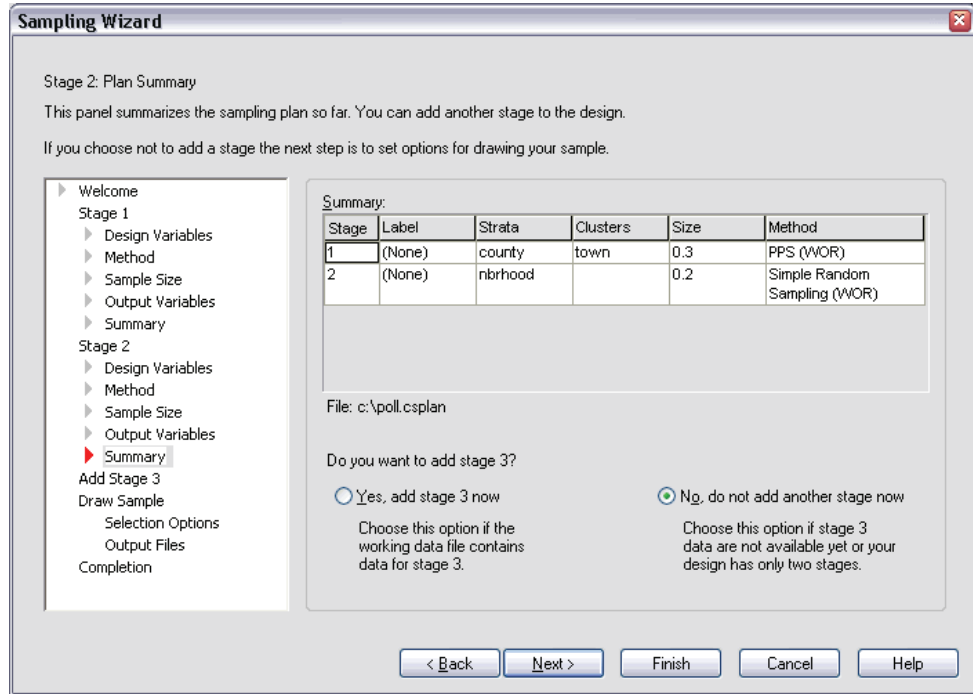 Sampling Wizard
Stage 2: Plan Summary
This panel summarizes the sampling plan so far. You can add another stage to the design.
If you choose not to add a stage the next step is to set options for drawing your sample.
Welcome
Stage 1
Design Variables
Method
Sample Size
Output Variables
Summary
Stage 2
Design Variables
Method
Sample Size
Output Variables
Summary
Add Stage 3
Draw Sample
Selection Options
Output Files
Completion
Summary:
Stage Label Strata Clusters Size Method
1 (None) county town 0.3 PPS (WOR)
2 (None) nbrhood 0.2 Simple Random
Sampling (WOR)
File: c:\poll.csplan
Do you want to add stage 3?
Yes, add stage 3 now
Choose this option if the
working data file contains
data for stage 3.
No, do not add another stage now
Choose this option if stage 3
data are not available yet or your
design has only two stages.
< Back Next > Finish Cancel Help